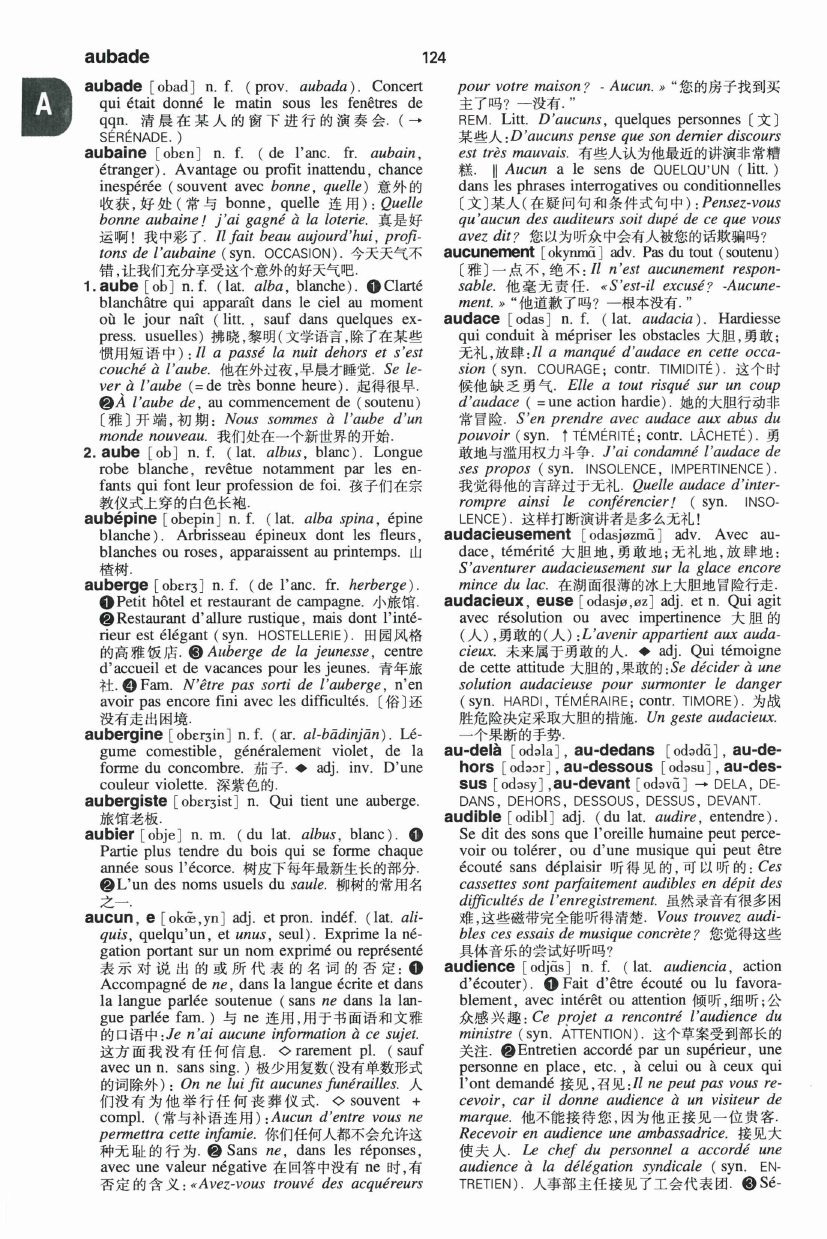 aubade
124
A
aubade [obad] n. f. (prov. aubada). Concert
qui était donné le matin sous les fenêtres de
qqn. 清晨在某人的窗下进行的演奏会. (→
SÉRÉNADE.)
aubaine [obɛn] n. f. (de l'anc. fr. aubain,
étranger). Avantage ou profit inattendu, chance
inespérée (souvent avec bonne, quelle) 意外的
收获,好处(常与 bonne, quelle 连用): Quelle
bonne aubaine! j'ai gagné à la loterie. 真是好
运啊! 我中彩了. Il fait beau aujourd'hui, profi-
tons de l'aubaine (syn. OCCASION). 今天天气不
错,让我们充分享受这个意外的好天气吧.
1. aube [ob] n. f. (lat. alba, blanche). ❶Clarté
blanchâtre qui apparaît dans le ciel au moment
où le jour naît (litt., sauf dans quelques ex-
press. usuelles) 拂晓,黎明(文学语言,除了在某些
惯用短语中): Il a passé la nuit dehors et s'est
couché à l'aube. 他在外过夜,早晨才睡觉. Se le-
ver à l'aube (= de très bonne heure). 起得很早.
❷À l'aube de, au commencement de (soutenu)
〔雅〕开端,初期: Nous sommes à l'aube d'un
monde nouveau. 我们处在一个新世界的开始.
2. aube [ob] n. f. (lat. albus, blanc). Longue
robe blanche, revêtue notamment par les en-
fants qui font leur profession de foi. 孩子们在宗
教仪式上穿的白色长袍.
aubépine [obepin] n. f. (lat. alba spina, épine
blanche). Arbrisseau épineux dont les fleurs,
blanches ou roses, apparaissent au printemps. 山
楂树.
auberge [obɛrʒ] n. f. (de l'anc. fr. herberge).
❶Petit hôtel et restaurant de campagne. 小旅馆.
❷Restaurant d'allure rustique, mais dont l'inté-
rieur est élégant (syn. HOSTELLERIE). 田园风格
的高雅饭店. ❸ Auberge de la jeunesse, centre
d'accueil et de vacances pour les jeunes. 青年旅
社. ❹ Fam. N'être pas sorti de l'auberge, n'en
avoir pas encore fini avec les difficultés. 〔俗〕还
没有走出困境.
aubergine [obɛrʒin] n. f. (ar. al-bādinjān). Lé-
gume comestible, généralement violet, de la
forme du concombre. 茄子. ◆ adj. inv. D'une
couleur violette. 深紫色的.
aubergiste [obɛrʒist] n. Qui tient une auberge.
旅馆老板.
aubier [obje] n. m. (du lat. albus, blanc). ❶
Partie plus tendre du bois qui se forme chaque
année sous l'écorce. 树皮下每年最新生长的部分.
❷L'un des noms usuels du saule. 柳树的常用名
之一.
aucun, e [okœ̃,yn] adj. et pron. indéf. (lat. ali-
quis, quelqu'un, et unus, seul). Exprime la né-
gation portant sur un nom exprimé ou représenté
表示对说出的或所代表的名词的否定: ❶
Accompagné de ne, dans la langue écrite et dans
la langue parlée soutenue (sans ne dans la lan-
gue parlée fam.) 与 ne 连用,用于书面语和文雅
的口语中:Je n'ai aucune information à ce sujet.
这方面我没有任何信息. ◇ rarement pl. (sauf
avec un n. sans sing.) 极少用复数(没有单数形式
的词除外): On ne lui fit aucunes funérailles. 人
们没有为他举行任何丧葬仪式. ◇ souvent +
compl. (常与补语连用):Aucun d'entre vous ne
permettra cette infamie. 你们任何人都不会允许这
种无耻的行为. ❷ Sans ne, dans les réponses,
avec une valeur négative 在回答中没有 ne 时,有
否定的含义: «Avez-vous trouvé des acquéreurs
pour votre maison? - Aucun. » “您的房子找到买
主了吗? —没有.”
REM. Litt. D'aucuns, quelques personnes〔文〕
某些人:D'aucuns pense que son dernier discours
est très mauvais. 有些人认为他最近的讲演非常糟
糕. ‖ Aucun a le sens de QUELQU'UN (litt.)
dans les phrases interrogatives ou conditionnelles
〔文〕某人(在疑问句和条件式句中):Pensez-vous
qu'aucun des auditeurs soit dupé de ce que vous
avez dit? 您以为听众中会有人被您的话欺骗吗?
aucunement [okynmɑ̃] adv. Pas du tout (soutenu)
〔雅〕一点不,绝不: Il n'est aucunement respon-
sable. 他毫无责任. «S'est-il excusé? -Aucune-
ment. » “他道歉了吗? —根本没有.”
audace [odas] n. f. (lat. audacia). Hardiesse
qui conduit à mépriser les obstacles 大胆,勇敢;
无礼,放肆:Il a manqué d'audace en cette occa-
sion (syn. COURAGE; contr. TIMIDITÉ). 这个时
候他缺乏勇气. Elle a tout risqué sur un coup
d'audace (= une action hardie). 她的大胆行动非
常冒险. S'en prendre avec audace aux abus du
pouvoir (syn. ↑TÉMÉRITÉ; contr. LÂCHETÉ). 勇
敢地与滥用权力斗争. J'ai condamné l'audace de
ses propos (syn. INSOLENCE, IMPERTINENCE).
我觉得他的言辞过于无礼. Quelle audace d'inter-
rompre ainsi le conférencier! (syn. INSO-
LENCE). 这样打断演讲者是多么无礼!
audacieusement [odasjøzmɑ̃] adv. Avec au-
dace, témérité 大胆地,勇敢地;无礼地,放肆地:
S'aventurer audacieusement sur la glace encore
mince du lac. 在湖面很薄的冰上大胆地冒险行走.
audacieux, euse [odasjø,øz] adj. et n. Qui agit
avec résolution ou avec impertinence 大胆的
(人),勇敢的(人):L'avenir appartient aux auda-
cieux. 未来属于勇敢的人. ◆ adj. Qui témoigne
de cette attitude 大胆的,果敢的:Se décider à une
solution audacieuse pour surmonter le danger
(syn. HARDI, TÉMÉRAIRE; contr. TIMORE). 为战
胜危险决定采取大胆的措施. Un geste audacieux.
一个果断的手势.
au-delà [odəla], au-dedans [odədɑ̃], au-de-
hors [odəɔr], au-dessous [odəsu], au-des-
sus [odəsy],au-devant [odəvɑ̃] → DELA, DE-
DANS, DEHORS, DESSOUS, DESSUS, DEVANT.
audible [odibl] adj. (du lat. audire, entendre).
Se dit des sons que l'oreille humaine peut perce-
voir ou tolérer, ou d'une musique qui peut être
écouté sans déplaisir 听得见的,可以听的: Ces
cassettes sont parfaitement audibles en dépit des
difficultés de l'enregistrement. 虽然录音有很多困
难,这些磁带完全能听得清楚. Vous trouvez audi-
bles ces essais de musique concrète? 您觉得这些
具体音乐的尝试好听吗?
audience [odjɑ̃s] n. f. (lat. audiencia, action
d'écouter). ❶ Fait d'être écouté ou lu favora-
blement, avec intérêt ou attention 倾听,细听;公
众感兴趣: Ce projet a rencontré l'audience du
ministre (syn. ATTENTION). 这个草案受到部长的
关注. ❷Entretien accordé par un supérieur, une
personne en place, etc., à celui ou à ceux qui
l'ont demandé 接见,召见:Il ne peut pas vous re-
cevoir, car il donne audience à un visiteur de
marque. 他不能接待您,因为他正接见一位贵客.
Recevoir en audience une ambassadrice. 接见大
使夫人. Le chef du personnel a accordé une
audience à la délégation syndicale (syn. EN-
TRETIEN). 人事部主任接见了工会代表团. ❸ Sé-